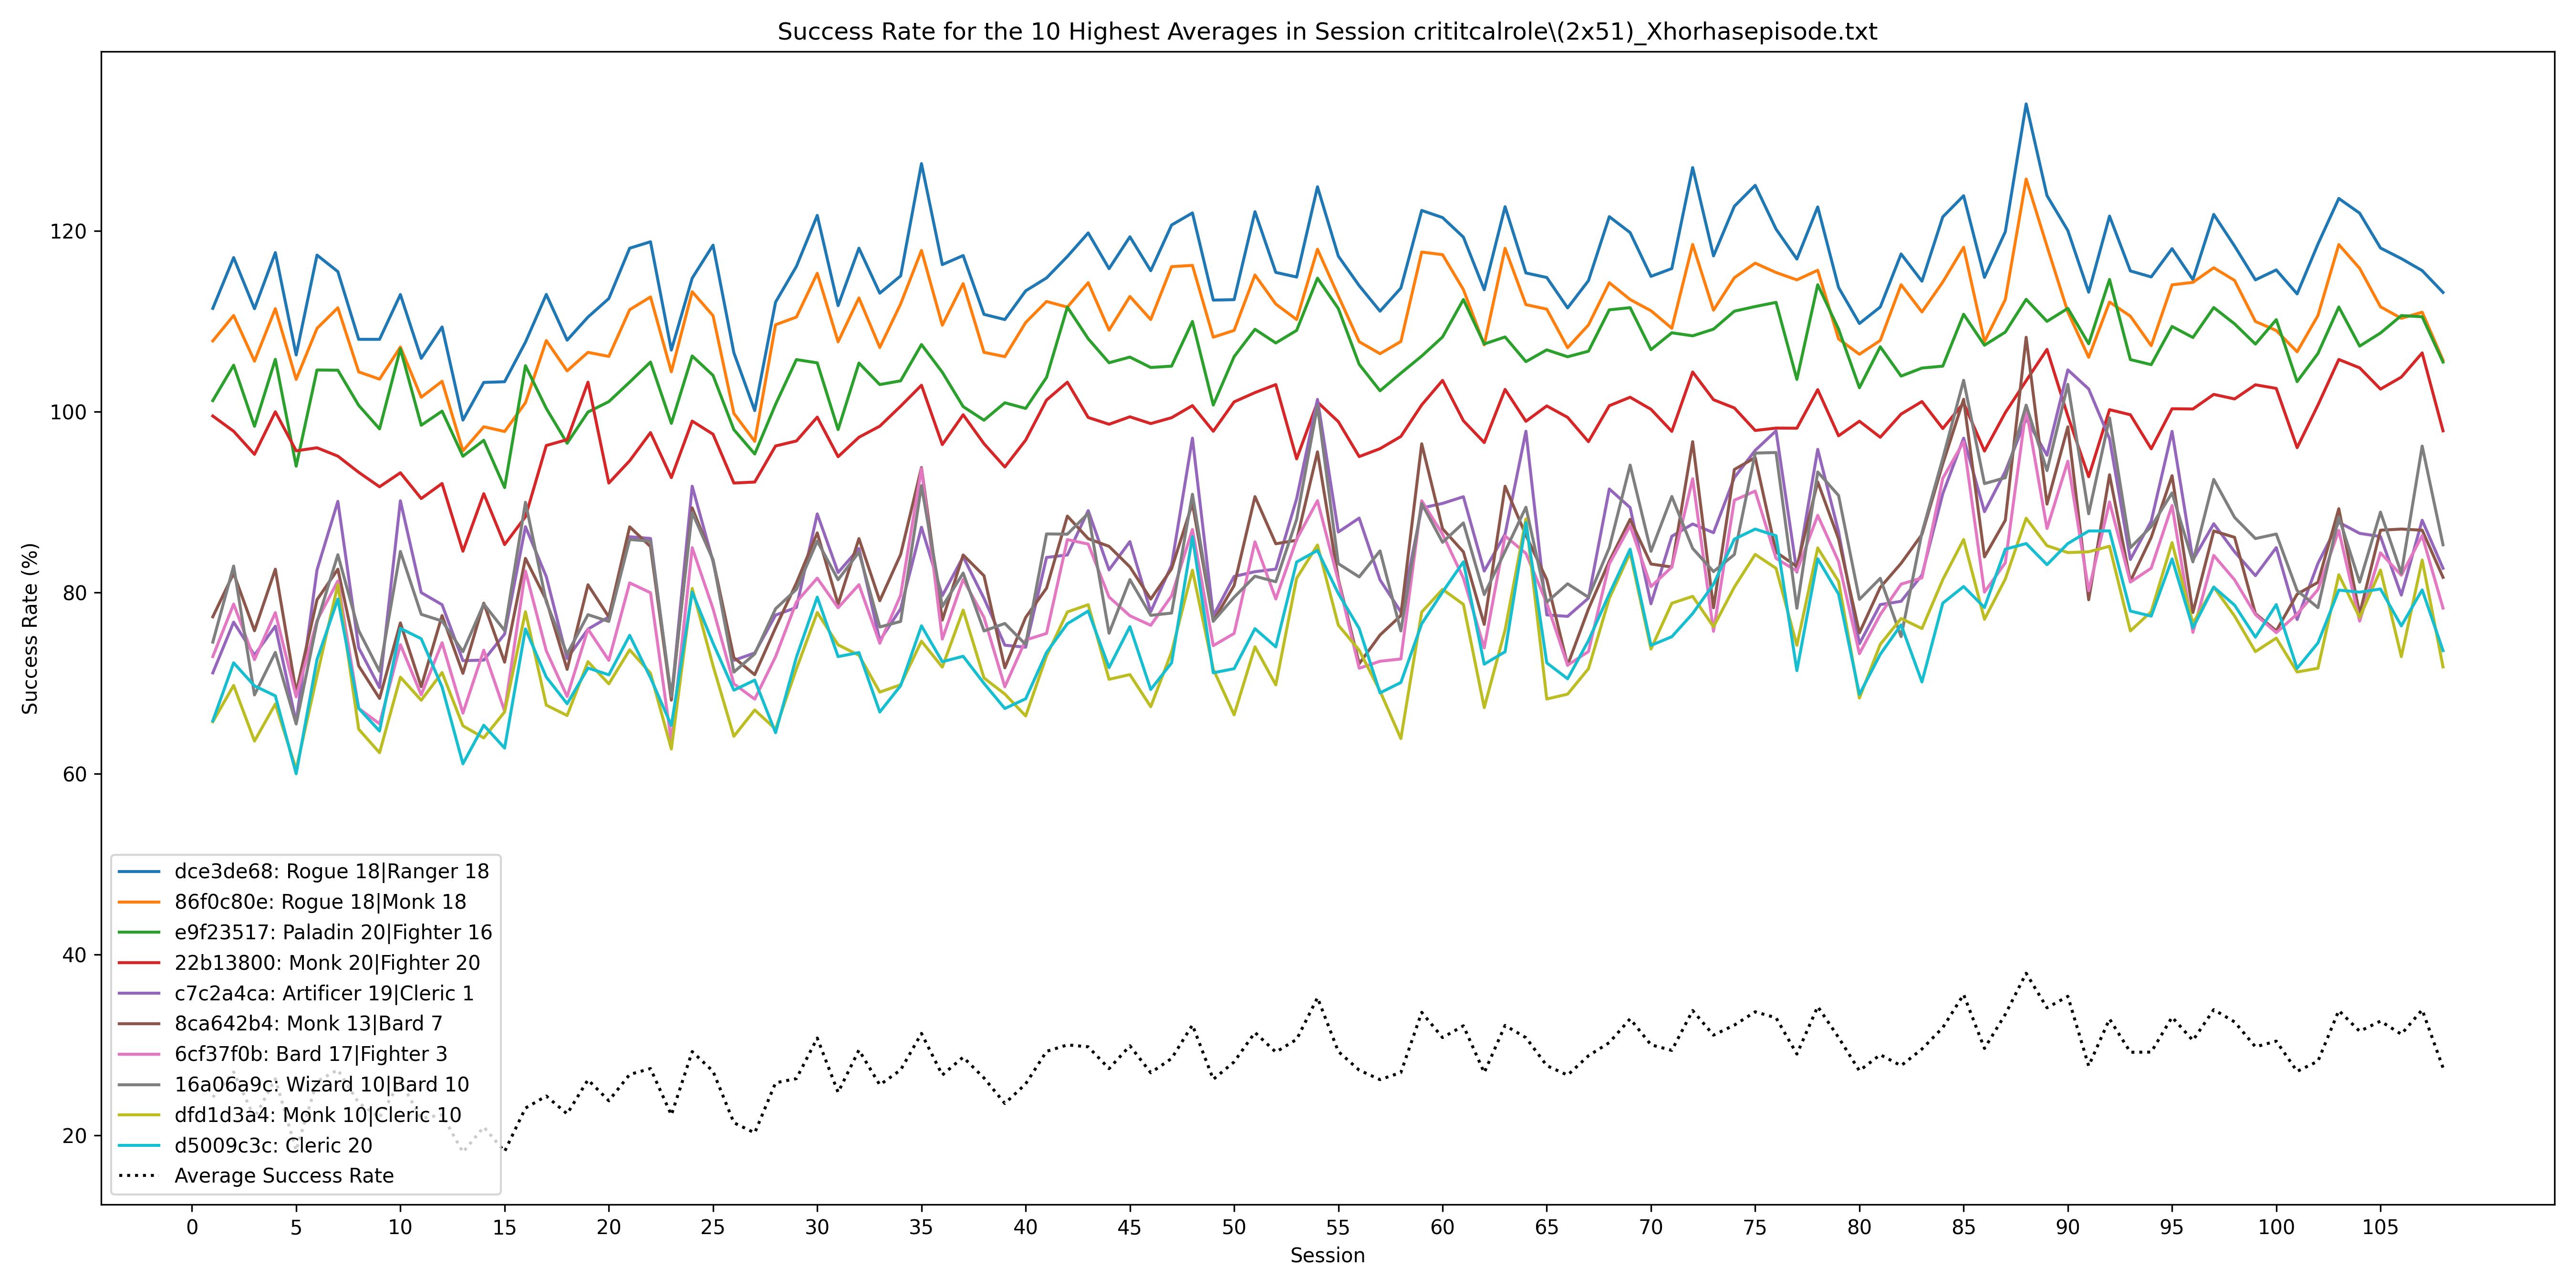 Success Rate for the 10 Highest Averages in Session crititcalrole\(2x51)_Xhorhasepisode.txt
Success Rate (%)
120
100
80
60
40
20
dce3de68: Rogue 18|Ranger 18
86f0c80e: Rogue 18|Monk 18
e9f23517: Paladin 20|Fighter 16
22b13800: Monk 20|Fighter 20
c7c2a4ca: Artificer 19|Cleric 1
8ca642b4: Monk 13|Bard 7
6cf37f0b: Bard 17|Fighter 3
16a06a9c: Wizard 10|Bard 10
dfd1d3a4: Monk 10|Cleric 10
d5009c3c: Cleric 20
Average Success Rate
0 5 10 15 20 25 30 35 40 45 50 55 60 65 70 75 80 85 90 95 100 105
Session